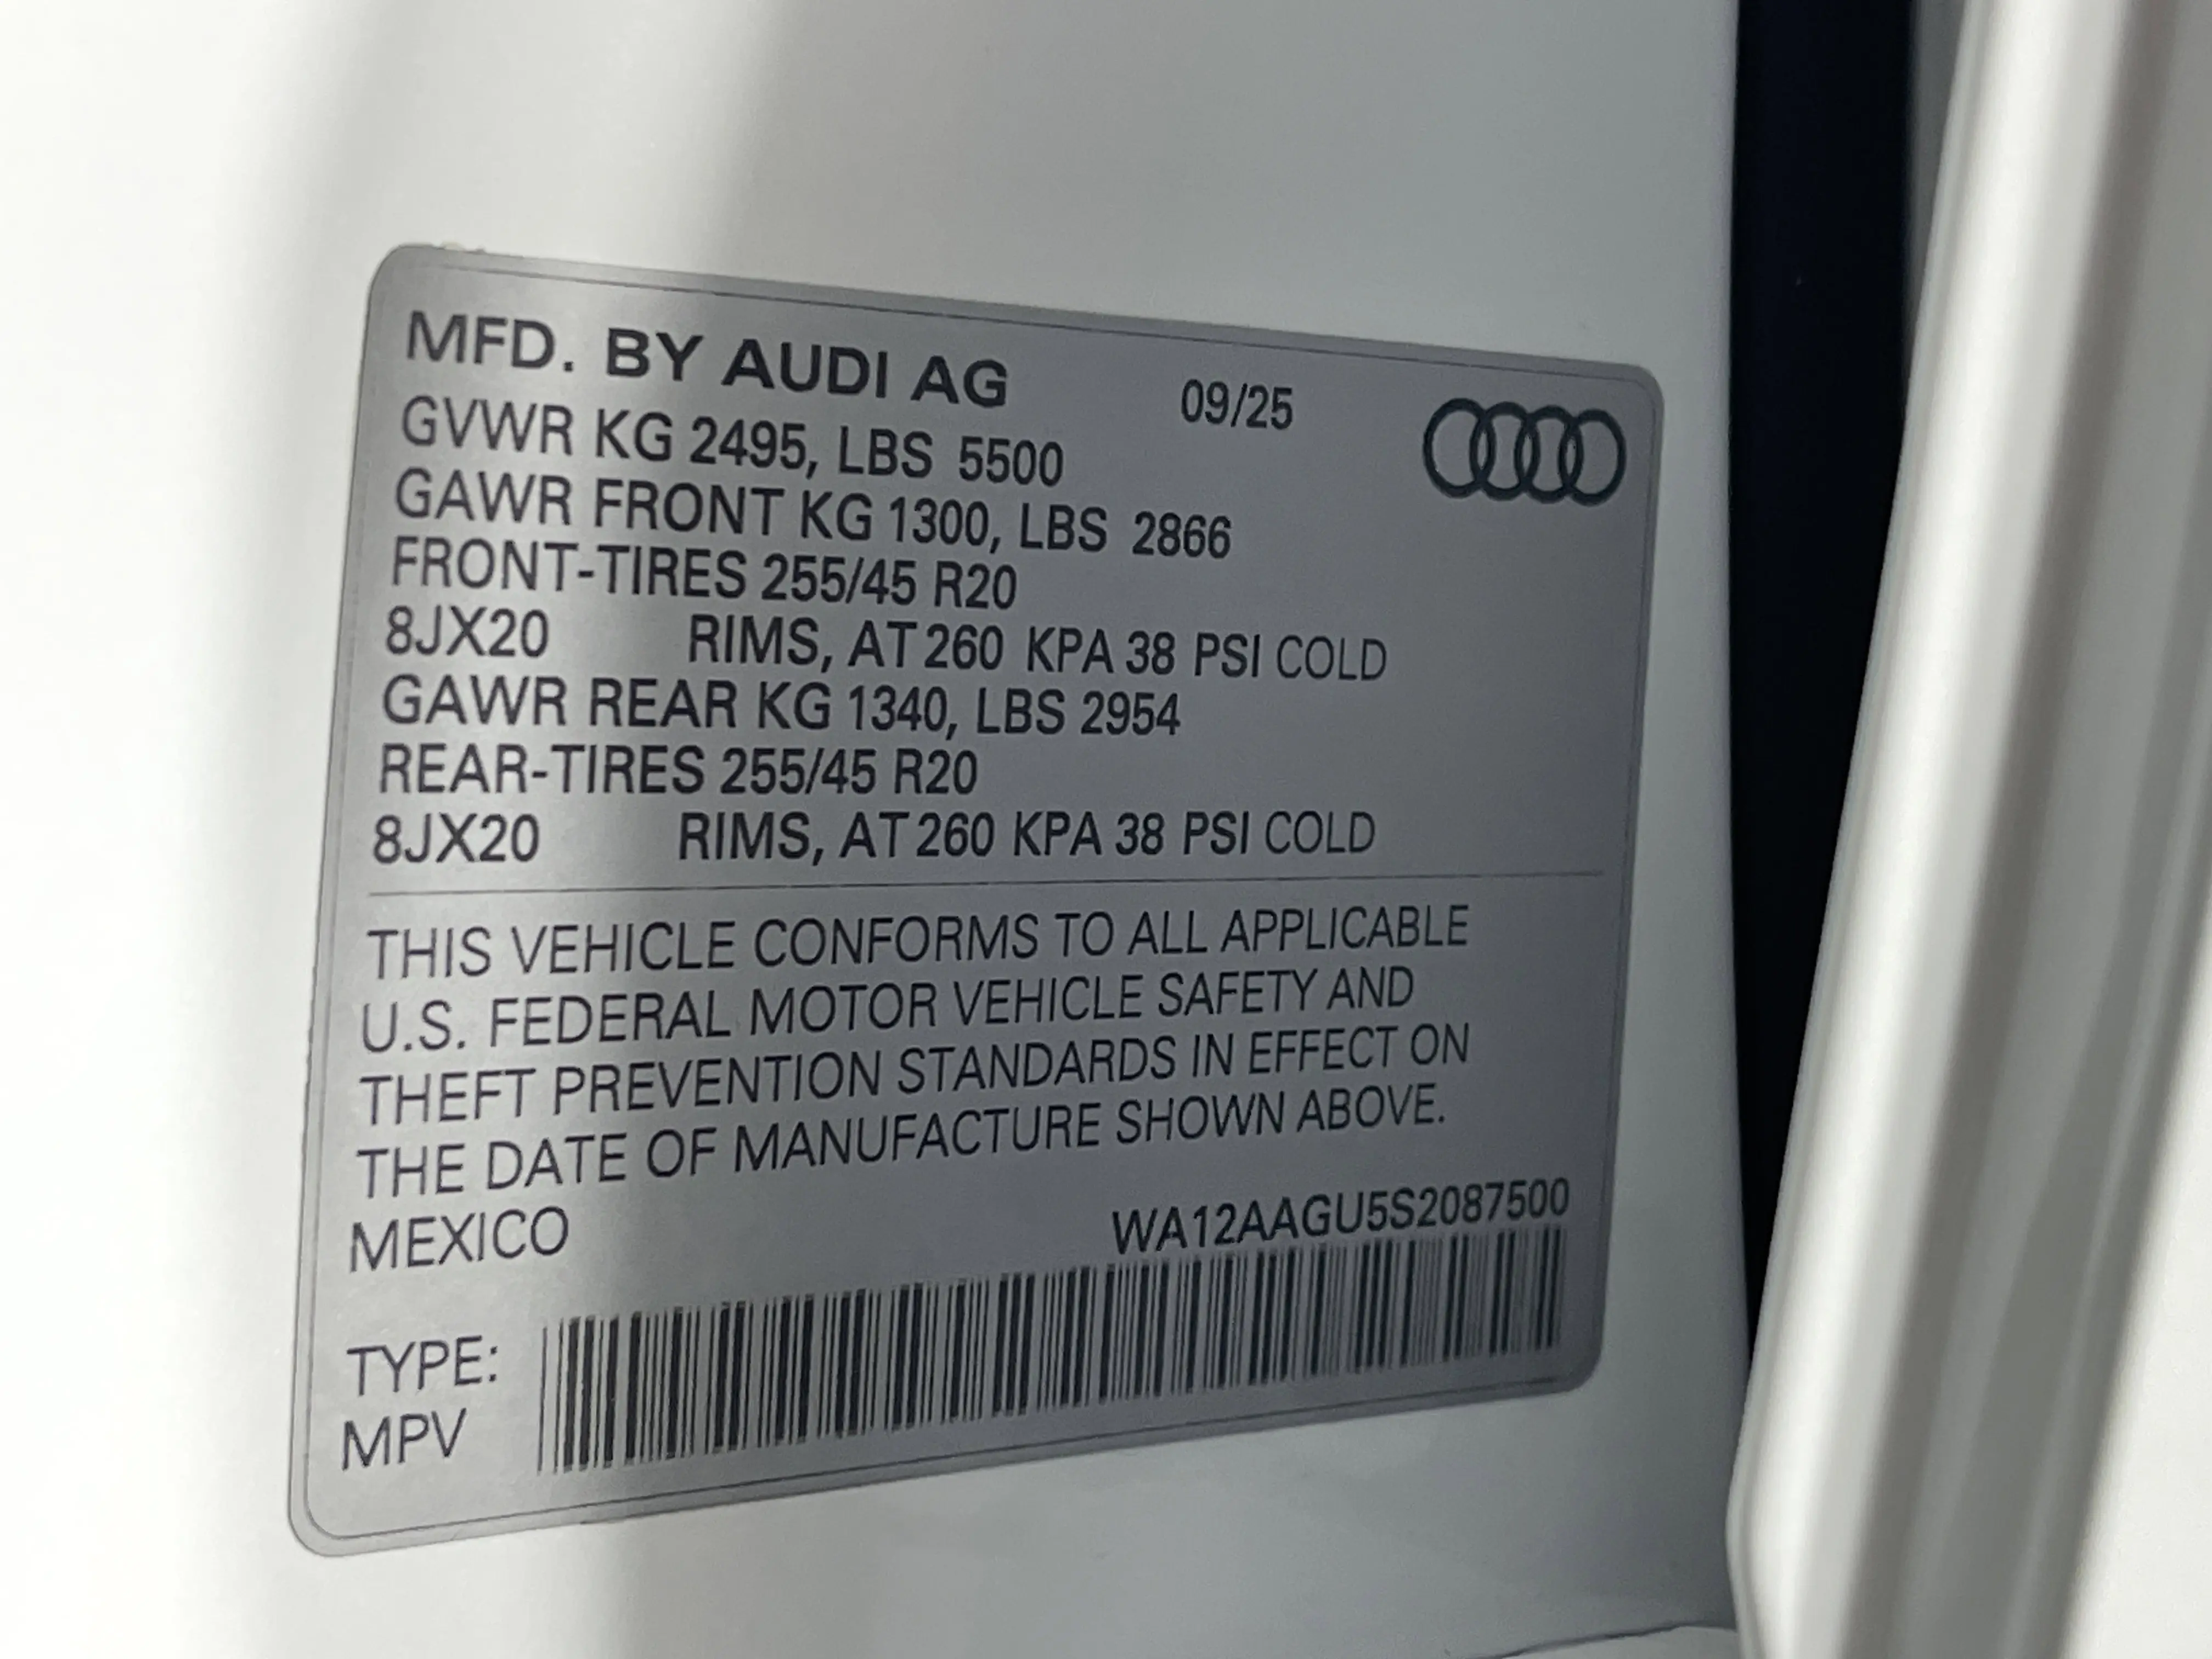 MFD. BY AUDI AG 09/25
GVWR KG 2495, LBS 5500
GAWR FRONT KG 1300, LBS 2866
FRONT-TIRES 255/45 R20
8JX20 RIMS, AT 260 KPA 38 PSI COLD
GAWR REAR KG 1340, LBS 2954
REAR-TIRES 255/45 R20
8JX20 RIMS, AT 260 KPA 38 PSI COLD
THIS VEHICLE CONFORMS TO ALL APPLICABLE
U.S. FEDERAL MOTOR VEHICLE SAFETY AND
THEFT PREVENTION STANDARDS IN EFFECT ON
THE DATE OF MANUFACTURE SHOWN ABOVE.
MEXICO WA12AAGU5S2087500
TYPE:
MPV